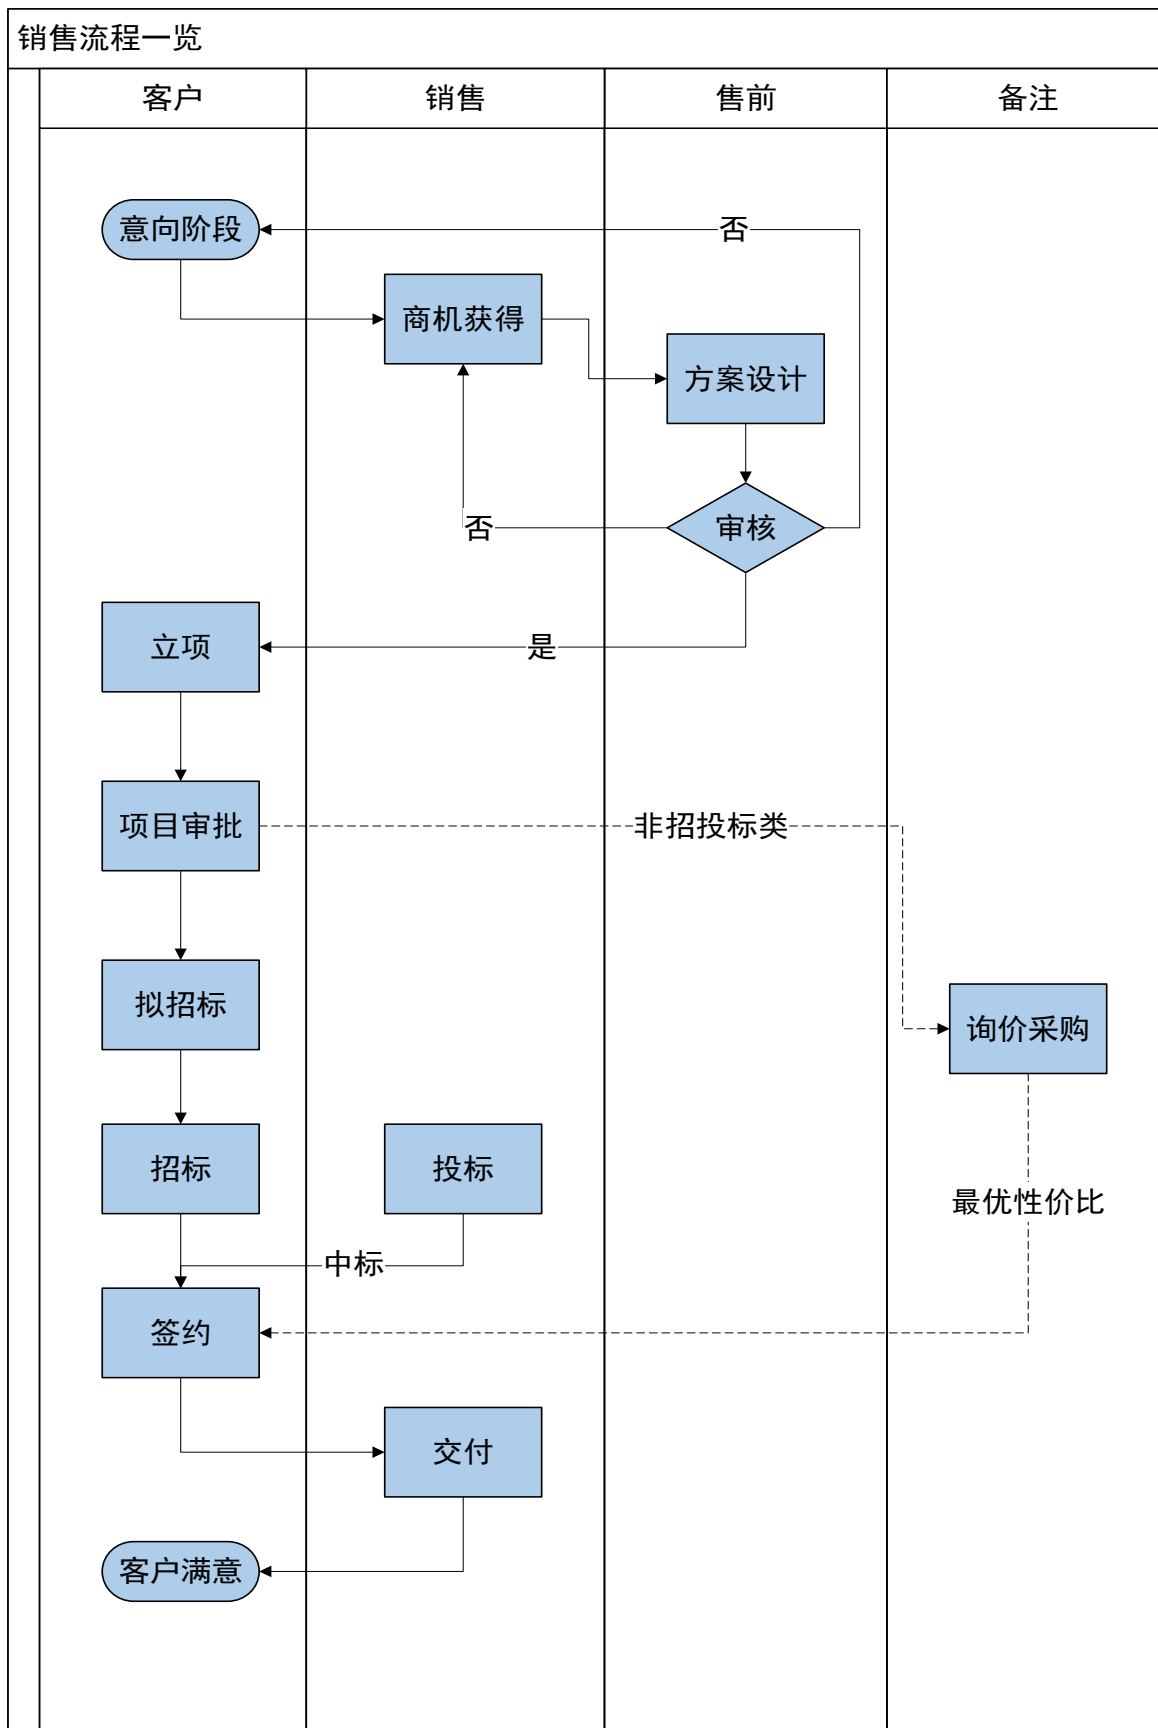 销售流程一览
客户
销售
售前
备注
意向阶段
否
商机获得
方案设计
否
审核
立项
是
项目审批
非招投标类
拟招标
询价采购
招标
投标
最优性价比
中标
签约
交付
客户满意